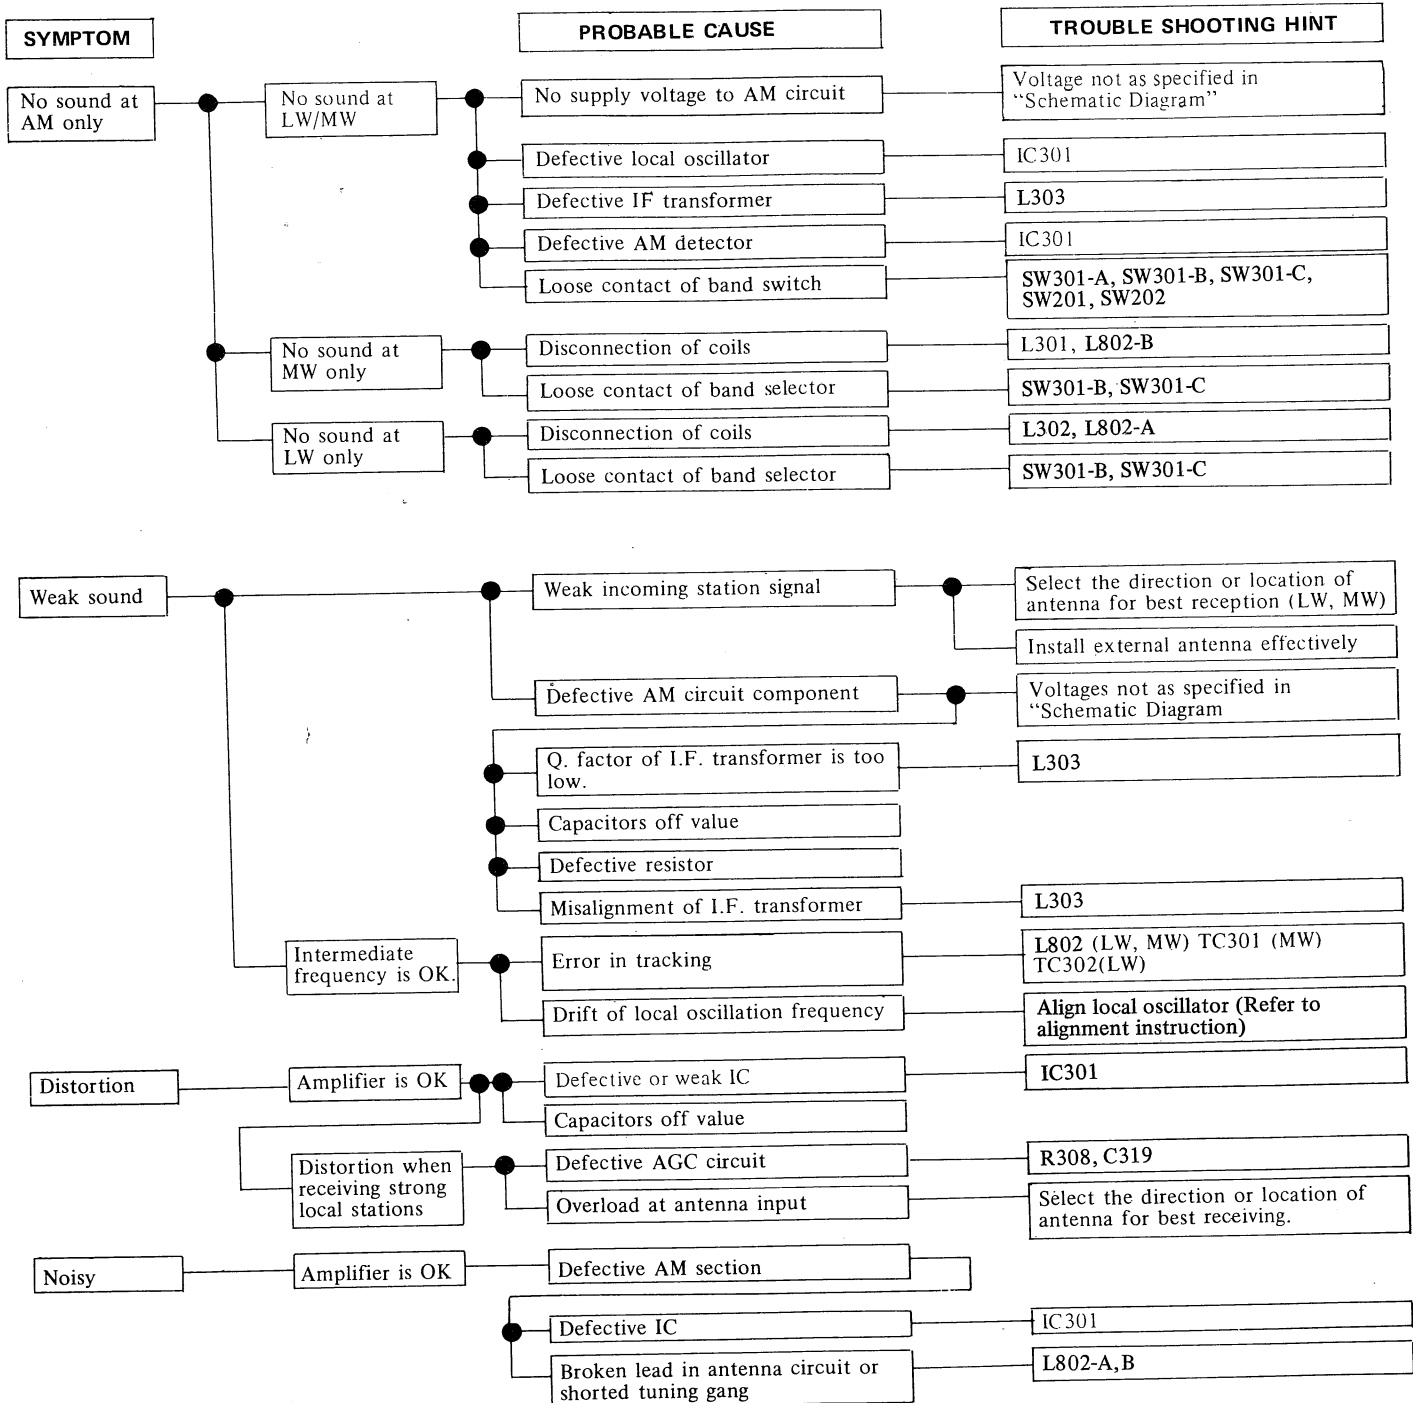 SYMPTOM
PROBABLE CAUSE
TROUBLE SHOOTING HINT
No sound at
AM only
No sound at
LW/MW
No supply voltage to AM circuit
Voltage not as specified in
“Schematic Diagram”
Defective local oscillator
IC301
Defective IF transformer
L303
Defective AM detector
IC301
Loose contact of band switch
SW301-A, SW301-B, SW301-C,
SW201, SW202
No sound at
MW only
Disconnection of coils
L301, L802-B
Loose contact of band selector
SW301-B, SW301-C
No sound at
LW only
Disconnection of coils
L302, L802-A
Loose contact of band selector
SW301-B, SW301-C
Weak sound
Weak incoming station signal
Select the direction or location of
antenna for best reception (LW, MW)
Install external antenna effectively
Defective AM circuit component
Voltages not as specified in
“Schematic Diagram
Q. factor of I.F. transformer is too
low.
L303
Capacitors off value
Defective resistor
Misalignment of I.F. transformer
L303
Intermediate
frequency is OK.
Error in tracking
L802 (LW, MW) TC301 (MW)
TC302(LW)
Drift of local oscillation frequency
Align local oscillator (Refer to
alignment instruction)
Distortion
Amplifier is OK
Defective or weak IC
IC301
Capacitors off value
Distortion when
receiving strong
local stations
Defective AGC circuit
R308, C319
Overload at antenna input
Select the direction or location of
antenna for best receiving.
Noisy
Amplifier is OK
Defective AM section
Defective IC
IC301
Broken lead in antenna circuit or
shorted tuning gang
L802-A,B